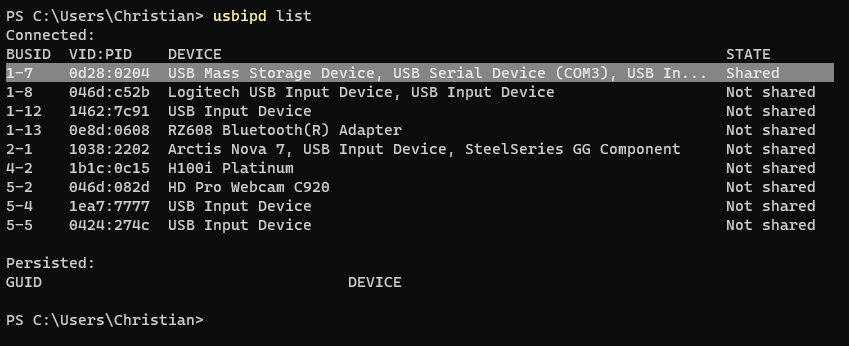 PS C:\Users\Christian> usbipd list
Connected:
BUSID  VID:PID    DEVICE                                                        STATE
1-7    0d28:0204  USB Mass Storage Device, USB Serial Device (COM3), USB In...  Shared
1-8    046d:c52b  Logitech USB Input Device, USB Input Device                   Not shared
1-12   1462:7c91  USB Input Device                                              Not shared
1-13   0e8d:0608  RZ608 Bluetooth(R) Adapter                                    Not shared
2-1    1038:2202  Arctis Nova 7, USB Input Device, SteelSeries GG Component     Not shared
4-2    1b1c:0c15  H100i Platinum                                                Not shared
5-2    046d:082d  HD Pro Webcam C920                                            Not shared
5-4    1ea7:7777  USB Input Device                                              Not shared
5-5    0424:274c  USB Input Device                                              Not shared
Persisted:
GUID                                  DEVICE
PS C:\Users\Christian>